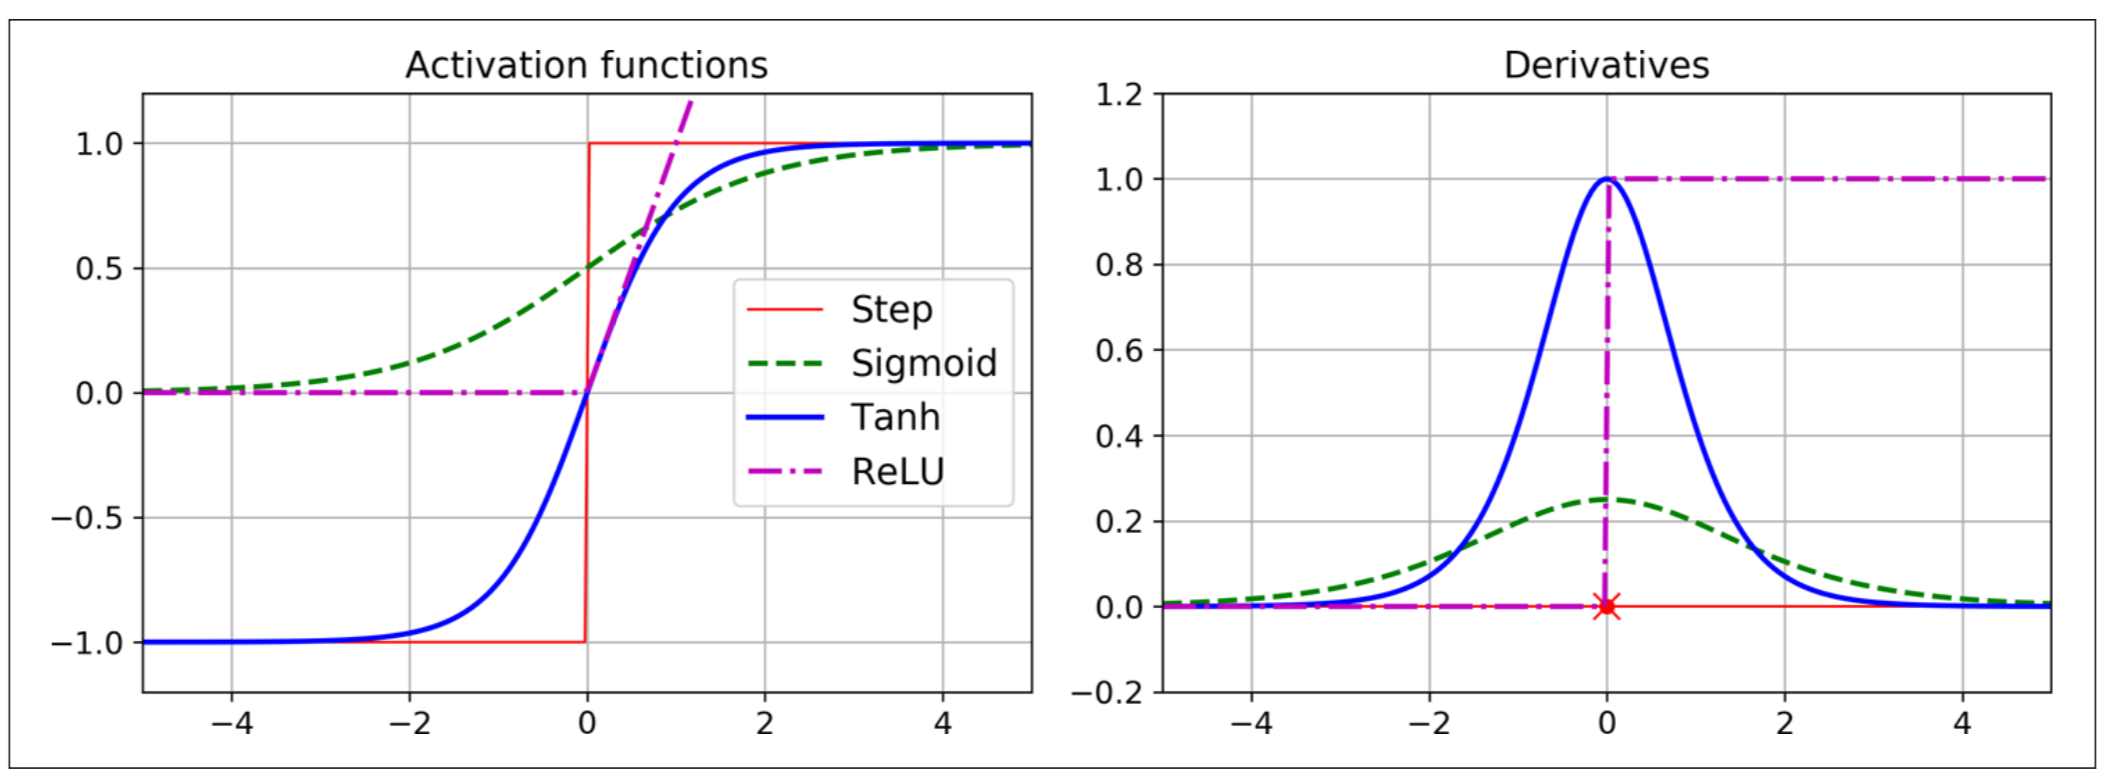 Activation functions
1.0
0.5
0.0
−0.5
−1.0
−4 −2 0 2 4
Step
Sigmoid
Tanh
ReLU
Derivatives
1.2
1.0
0.8
0.6
0.4
0.2
0.0
−0.2
−4 −2 0 2 4